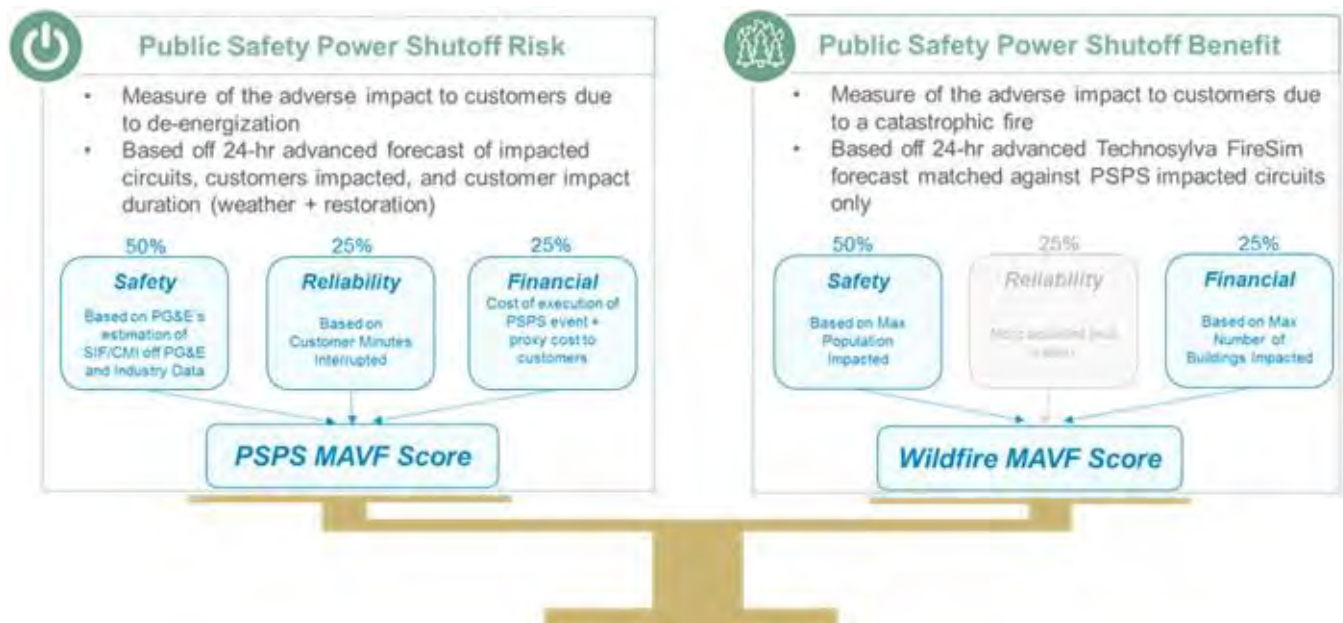 Public Safety Power Shutoff Risk
• Measure of the adverse impact to customers due
to de-energization
• Based off 24-hr advanced forecast of impacted
circuits, customers impacted, and customer impact
duration (weather + restoration)
50%
Safety
Based on PG&E's
estimation of
SIF/CMI off PG&E
and Industry Data
25%
Reliability
Based on
Customer Minutes
Interrupted
25%
Financial
Cost of execution of
PSPS event +
proxy cost to
customers
PSPS MAVF Score
Public Safety Power Shutoff Benefit
• Measure of the adverse impact to customers due
to a catastrophic fire
• Based off 24-hr advanced Technosylva FireSim
forecast matched against PSPS impacted circuits
only
50%
Safety
Based on Max
Population
Impacted
25%
Reliability
25%
Financial
Based on Max
Number of
Buildings Impacted
Wildfire MAVF Score